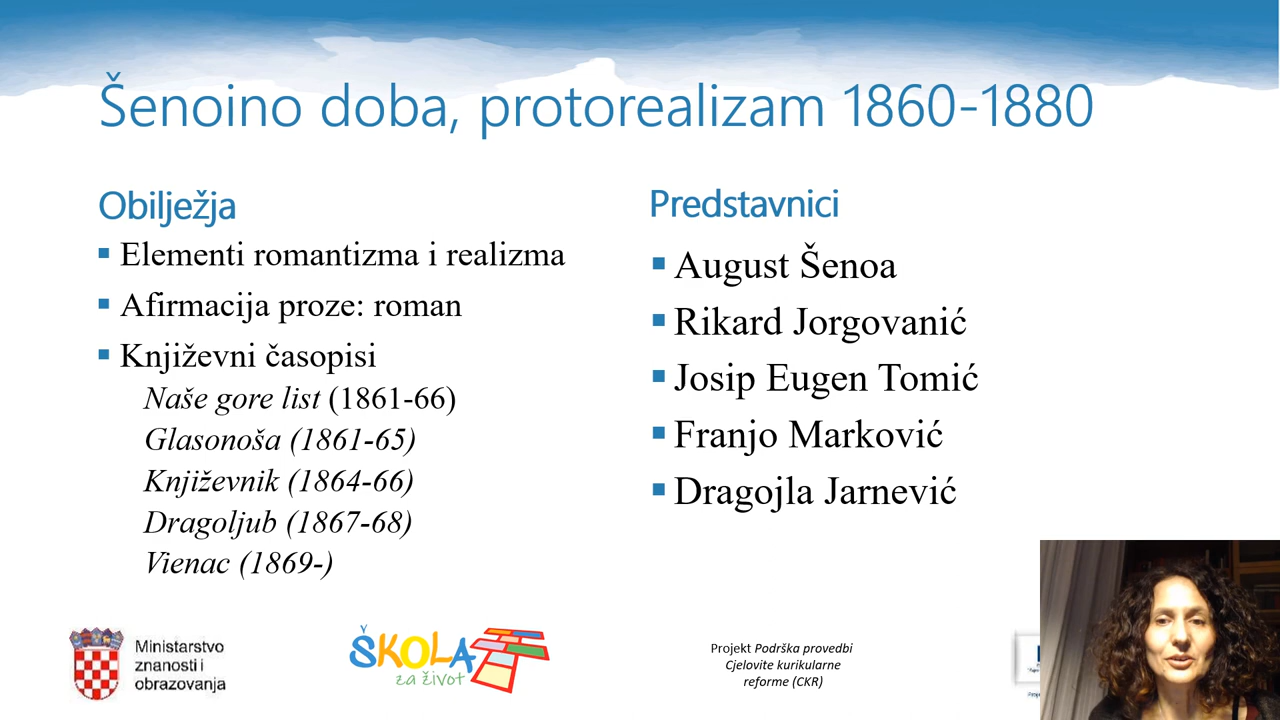 Šenoino doba, protorealizam 1860-1880
Obilježja
Elementi romantizma i realizma
Afirmacija proze: roman
Književni časopisi
Naše gore list (1861-66)
Glasonoša (1861-65)
Književnik (1864-66)
Dragoljub (1867-68)
Vienac (1869-)
Predstavnici
August Šenoa
Rikard Jorgovanić
Josip Eugen Tomić
Franjo Marković
Dragojla Jarnević
Ministarstvo
znanosti i
obrazovanja
ŠKOLA
za život
Projekt Podrška provedbi
Cjelovite kurikularne
reforme (CKR)